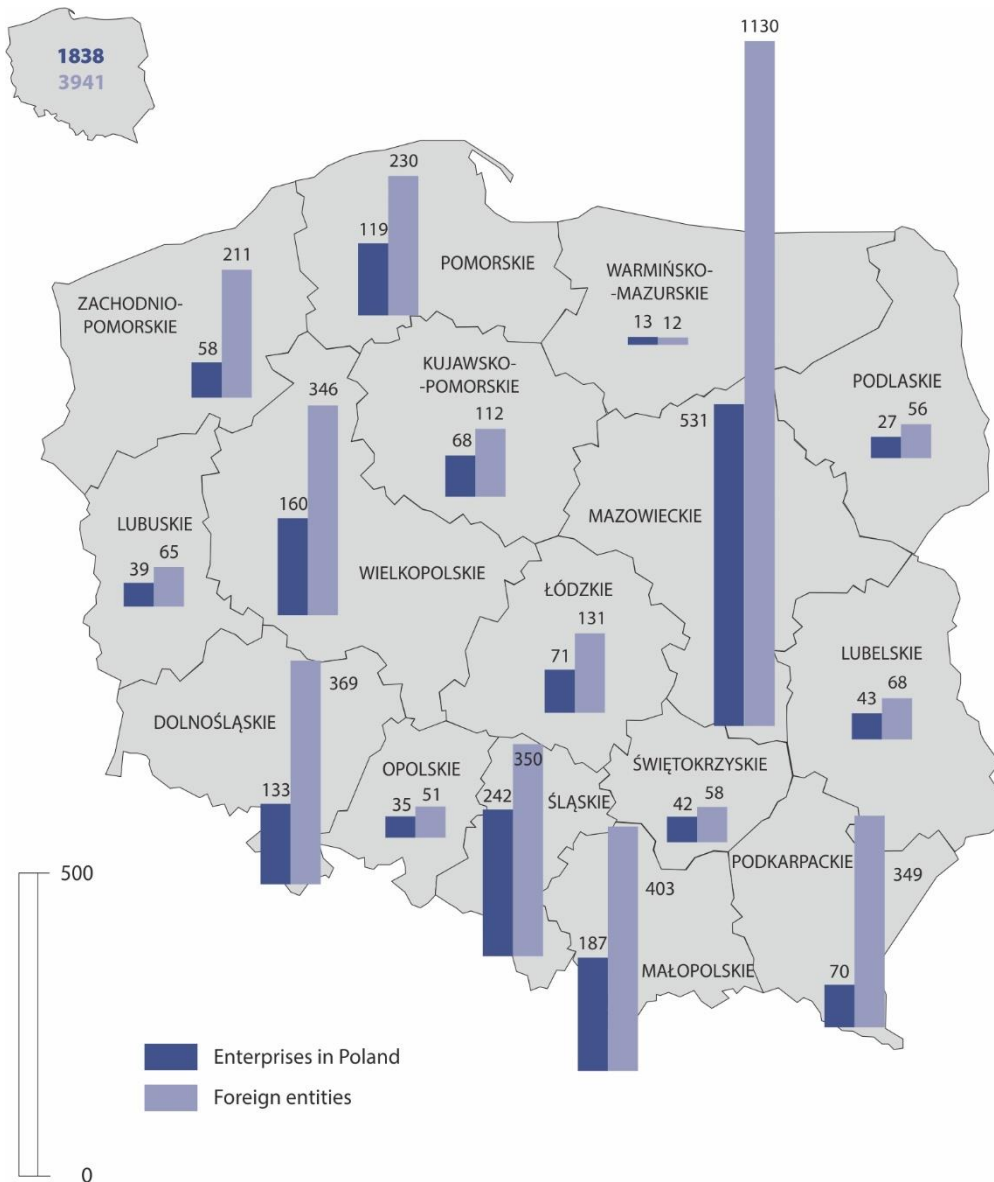 1838
3941
1130
230
119
POMORSKIE
211
ZACHODNIO-
POMORSKIE
58
WARMIŃSKO-
-MAZURSKIE
13 12
KUJAWSKO-
-POMORSKIE
112
68
346
160
WIELKOPOLSKIE
531
MAZOWIECKIE
PODLASKIE
27 56
LUBUSKIE
39 65
ŁÓDZKIE
131
71
LUBELSKIE
43 68
369
DOLNOŚLĄSKIE
133
OPOLSKIE
35 51
350
242
ŚLĄSKIE
ŚWIĘTOKRZYSKIE
42 58
PODKARPACKIE
349
70
403
187
MAŁOPOLSKIE
500
0
Enterprises in Poland
Foreign entities